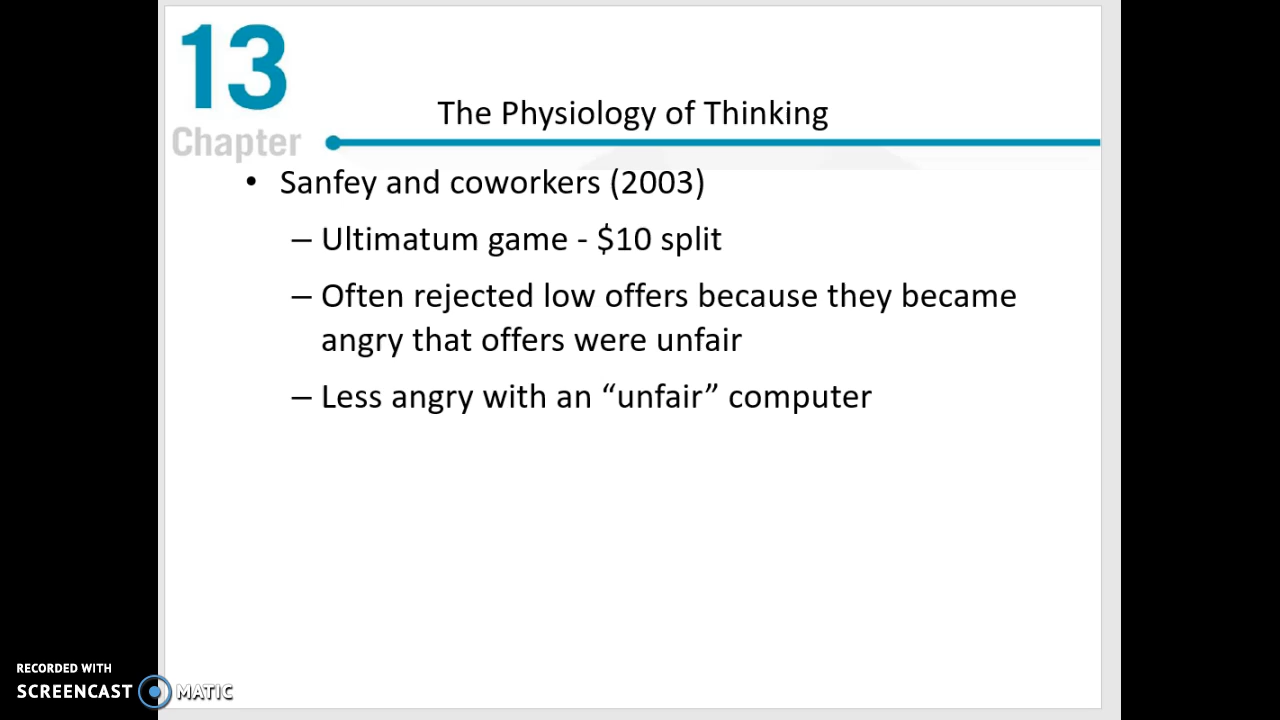 13
Chapter
The Physiology of Thinking
• Sanfey and coworkers (2003)
– Ultimatum game - $10 split
– Often rejected low offers because they became
angry that offers were unfair
– Less angry with an “unfair” computer
RECORDED WITH
SCREENCAST MATIC